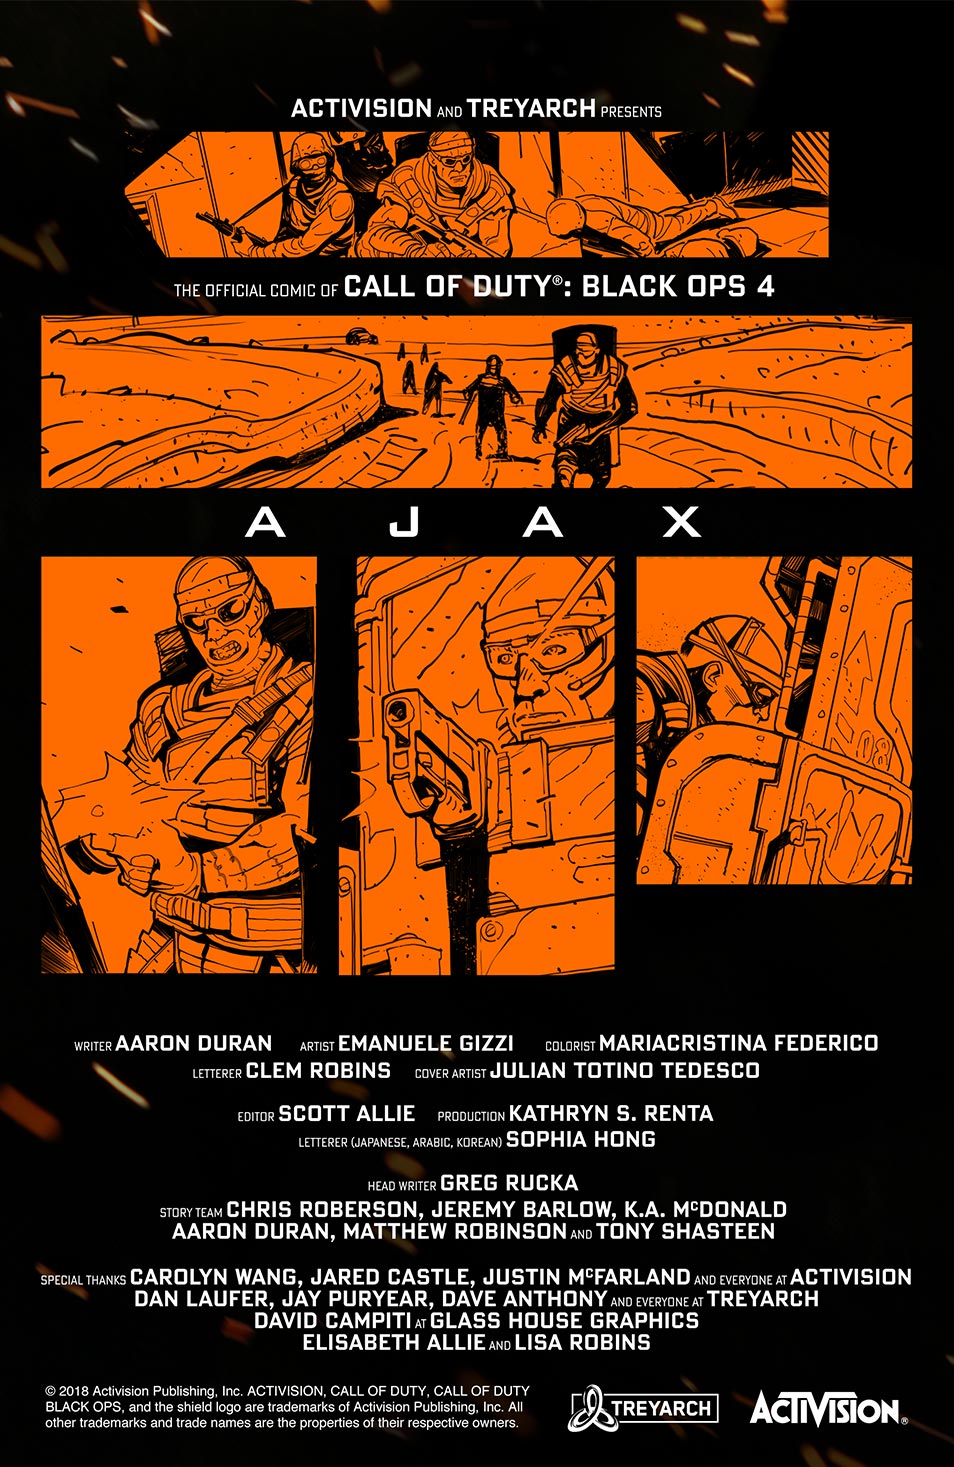 ACTIVISION AND TREYARCH PRESENTS
THE OFFICIAL COMIC OF CALL OF DUTY®: BLACK OPS 4
AJAX
08
WRITER AARON DURAN ARTIST EMANUELE GIZZI COLORIST MARIACRISTINA FEDERICO
LETTERER CLEM ROBINS COVER ARTIST JULIAN TOTINO TEDESCO
EDITOR SCOTT ALLIE PRODUCTION KATHRYN S. RENTA
LETTERER (JAPANESE, ARABIC, KOREAN) SOPHIA HONG
HEAD WRITER GREG RUCKA
STORY TEAM CHRIS ROBERSON, JEREMY BARLOW, K.A. McDONALD
AARON DURAN, MATTHEW ROBINSON AND TONY SHASTEEN
SPECIAL THANKS CAROLYN WANG, JARED CASTLE, JUSTIN McFARLAND AND EVERYONE AT ACTIVISION
DAN LAUFER, JAY PURYEAR, DAVE ANTHONY AND EVERYONE AT TREYARCH
DAVID CAMPITI AT GLASS HOUSE GRAPHICS
ELISABETH ALLIE AND LISA ROBINS
© 2018 Activision Publishing, Inc. ACTIVISION, CALL OF DUTY, CALL OF DUTY
BLACK OPS, and the shield logo are trademarks of Activision Publishing, Inc. All
other trademarks and trade names are the properties of their respective owners.
TREYARCH
ACTIVISION®